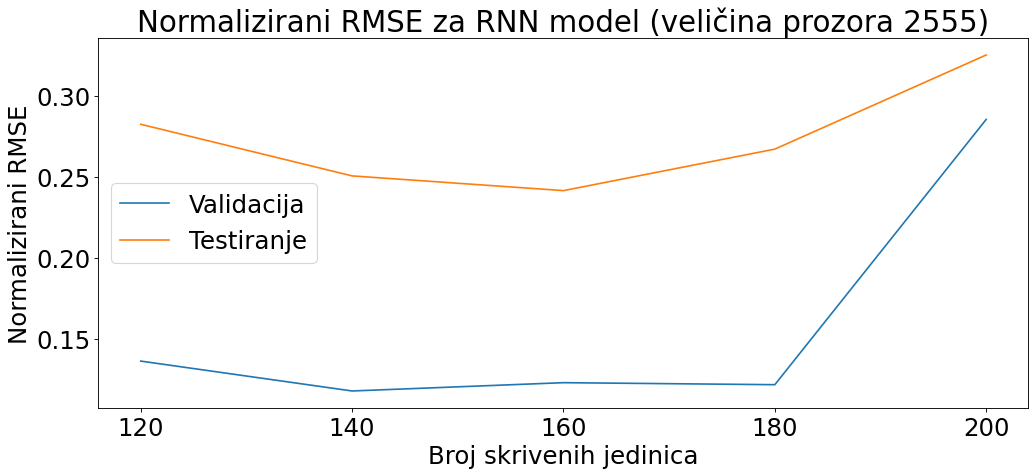 Normalizirani RMSE za RNN model (veličina prozora 2555)
Normalizirani RMSE
0.30
0.25
0.20
0.15
Validacija
Testiranje
120 140 160 180 200
Broj skrivenih jedinica